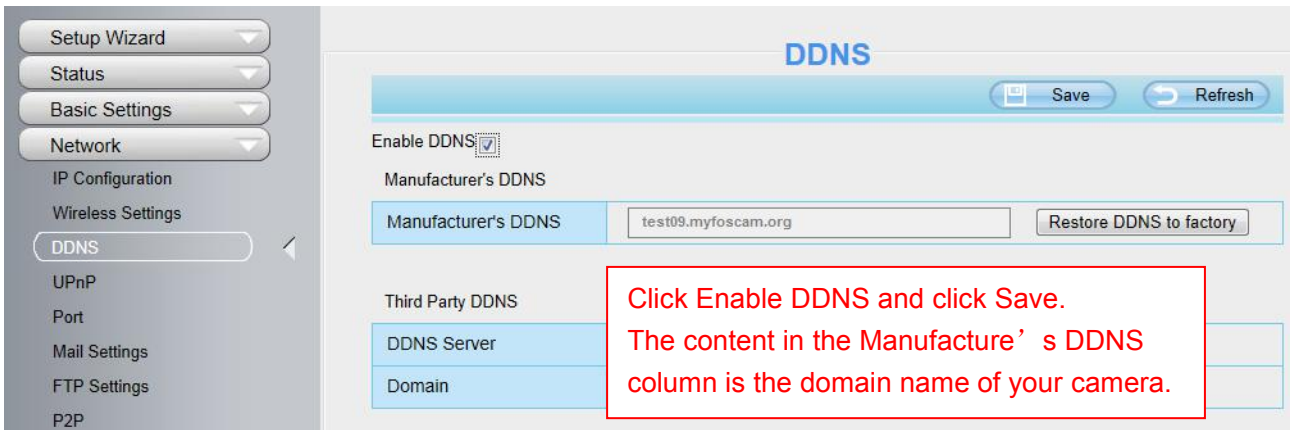 Setup Wizard
Status
Basic Settings
Network
IP Configuration
Wireless Settings
DDNS
UPnP
Port
Mail Settings
FTP Settings
P2P
DDNS
Save Refresh
Enable DDNS
Manufacturer's DDNS
Manufacturer's DDNS test09.myfoscam.org Restore DDNS to factory
Third Party DDNS
DDNS Server
Domain
Click Enable DDNS and click Save.
The content in the Manufacture’s DDNS
column is the domain name of your camera.